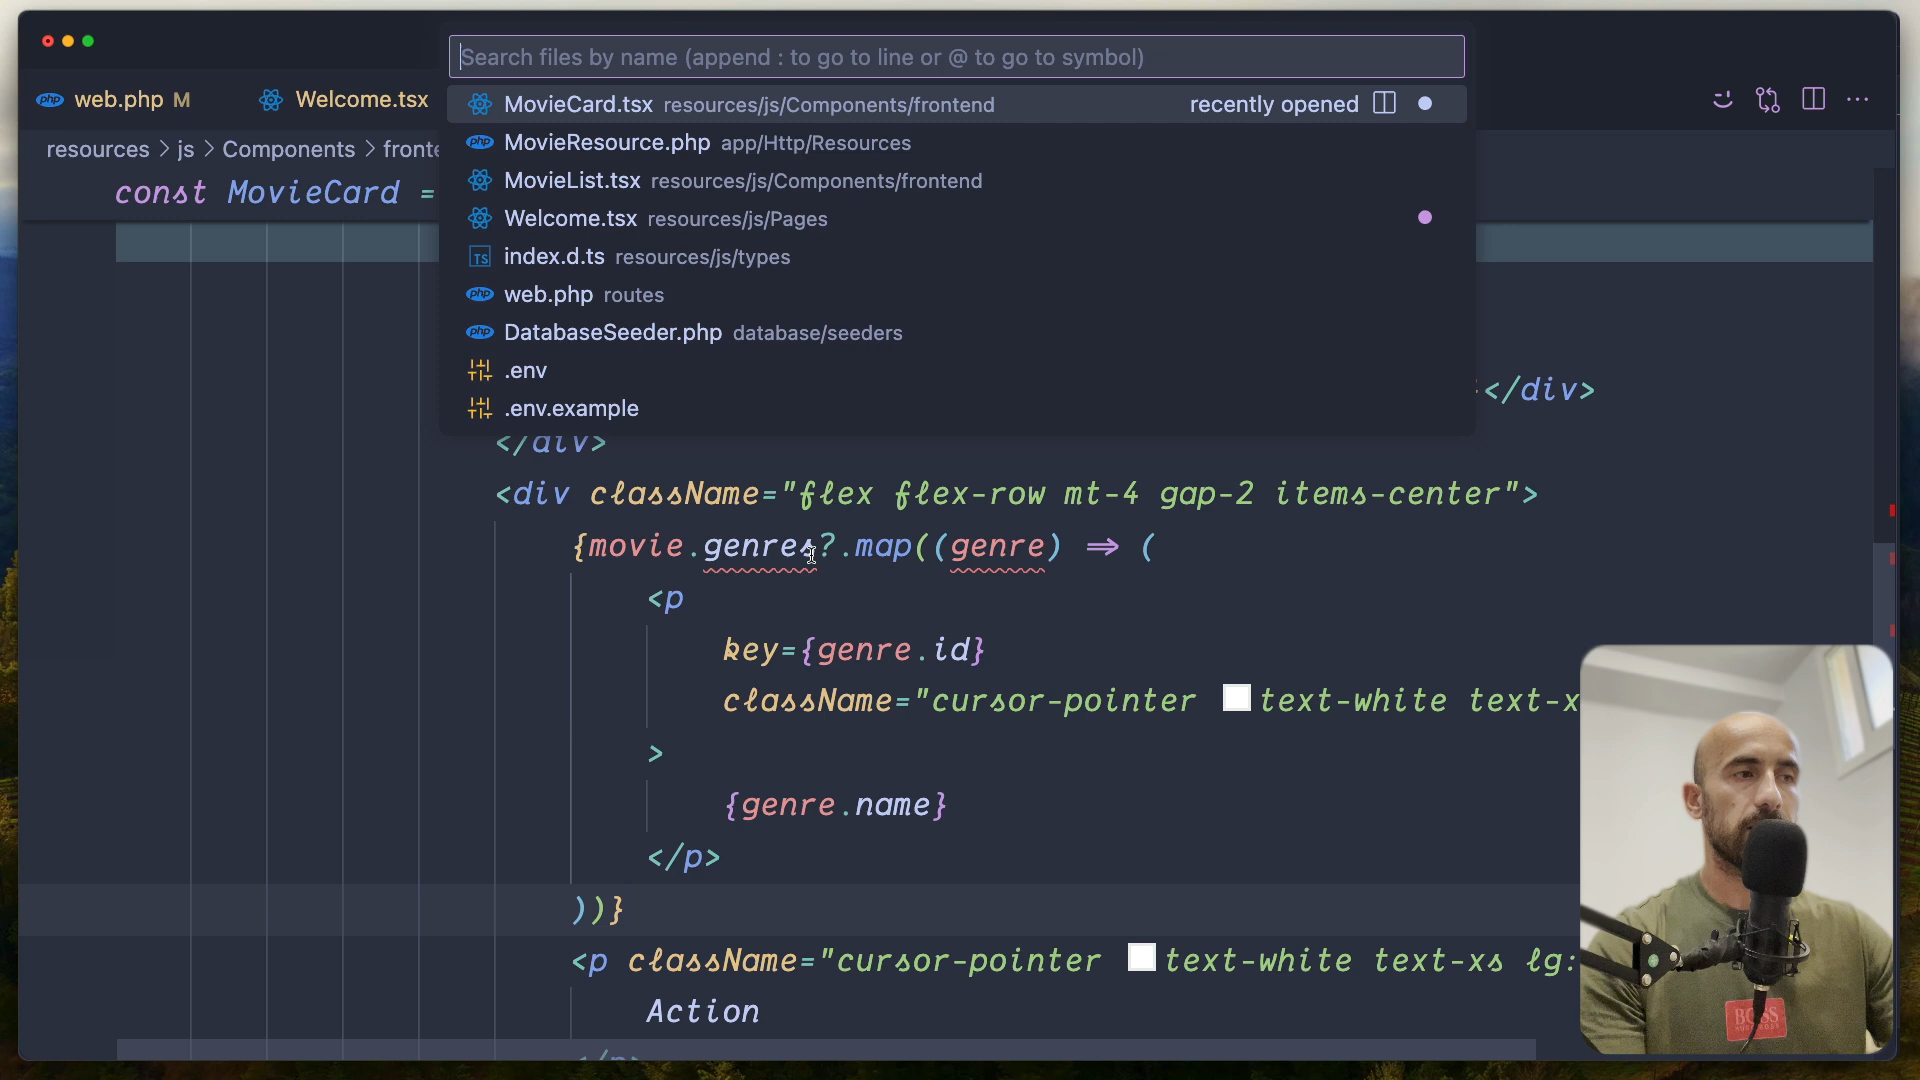 Search files by name (append : to go to line or @ to go to symbol)
web.php M
Welcome.tsx
MovieCard.tsx resources/js/Components/frontend recently opened
resources > js > Components > fronte
MovieResource.php app/Http/Resources
const MovieCard =
MovieList.tsx resources/js/Components/frontend
Welcome.tsx resources/js/Pages
TS index.d.ts resources/js/types
php web.php routes
php DatabaseSeeder.php database/seeders
.env
.env.example
</div>
</div>
<div className="flex flex-row mt-4 gap-2 items-center">
{movie.genres?.map((genre) => (
<p
key={genre.id}
className="cursor-pointer text-white text-x
>
{genre.name}
</p>
))}
<p className="cursor-pointer text-white text-xs lg:
Action
BOSS